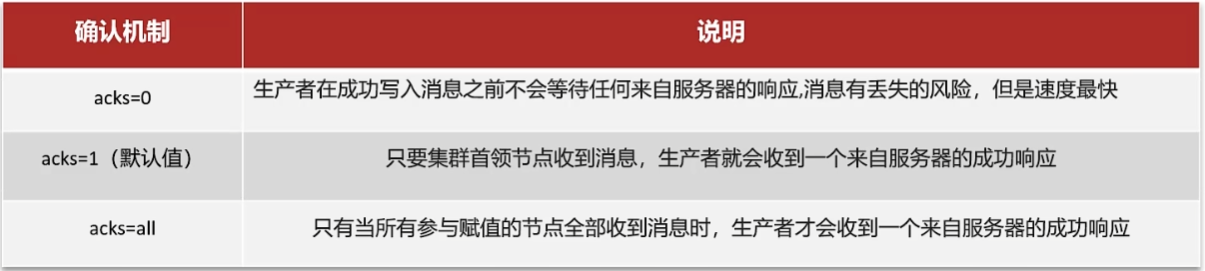 确认机制 说明
acks=0 生产者在成功写入消息之前不会等待任何来自服务器的响应,消息有丢失的风险，但是速度最快
acks=1（默认值） 只要集群首领节点收到消息，生产者就会收到一个来自服务器的成功响应
acks=all 只有当所有参与赋值的节点全部收到消息时，生产者才会收到一个来自服务器的成功响应